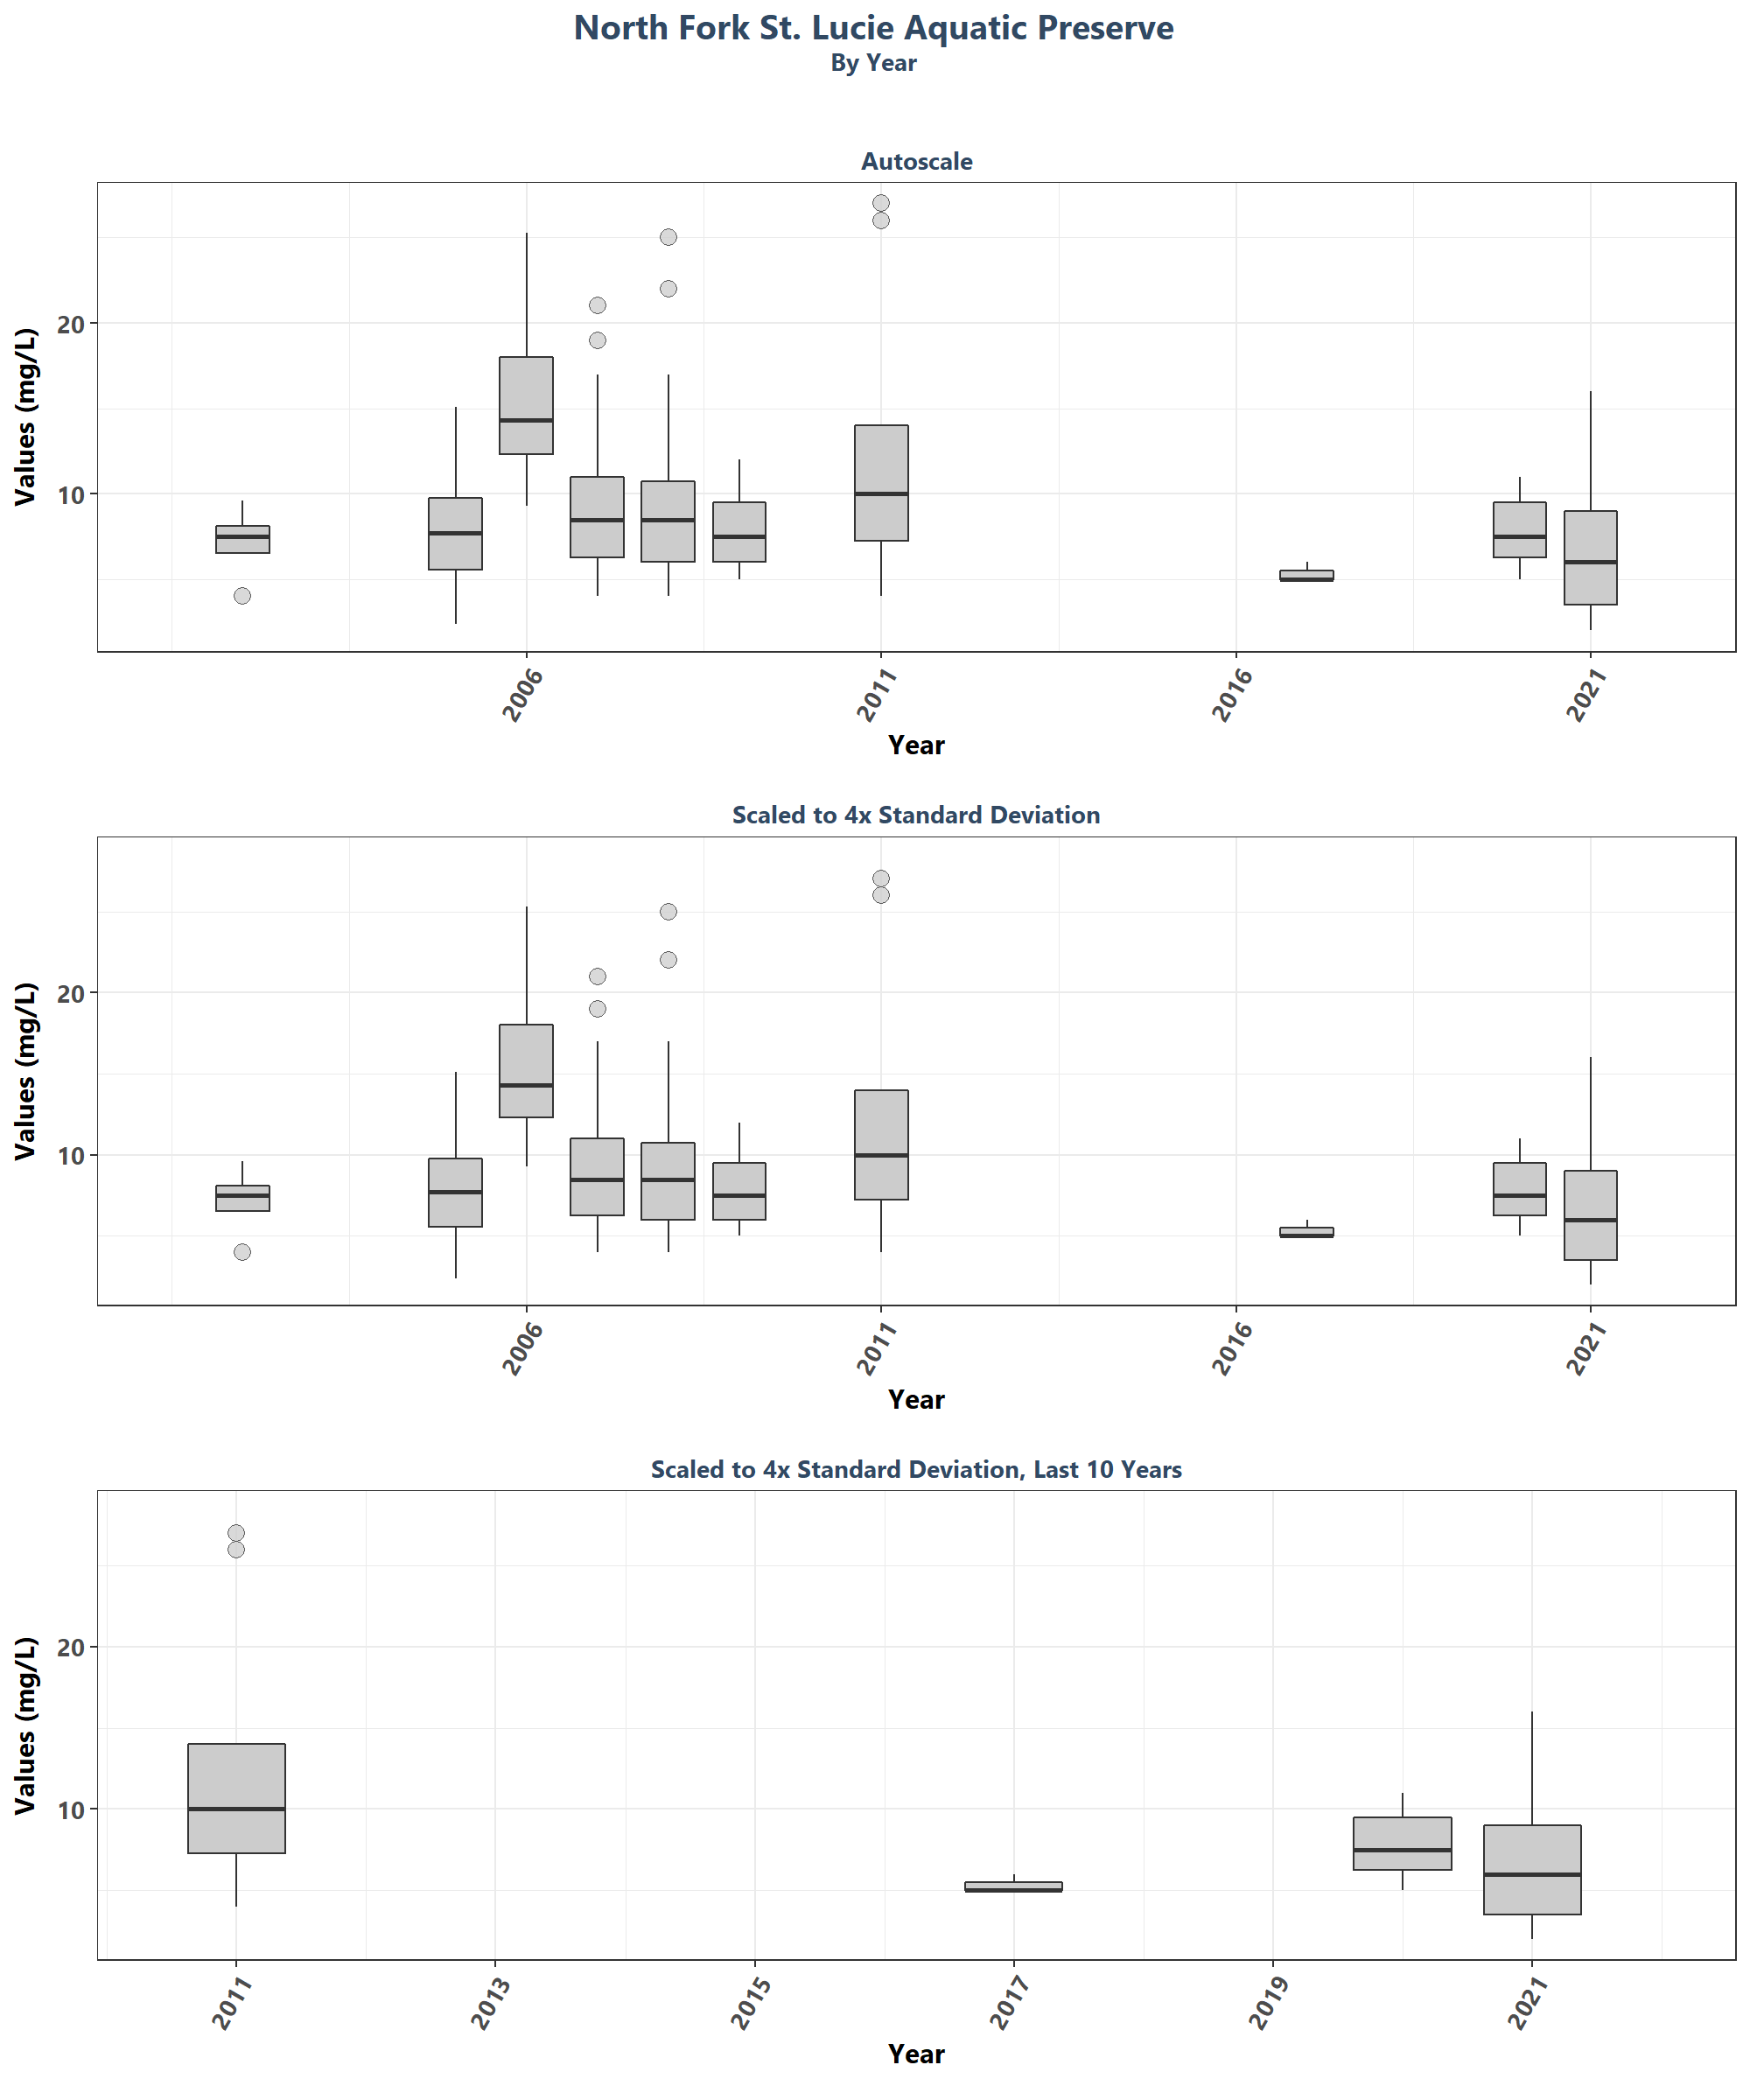 North Fork St. Lucie Aquatic Preserve
By Year
Autoscale
Values (mg/L)
20
10
2006
2011
2016
2021
Year
Scaled to 4x Standard Deviation
Values (mg/L)
20
10
2006
2011
2016
2021
Year
Scaled to 4x Standard Deviation, Last 10 Years
Values (mg/L)
20
10
2011
2013
2015
2017
2019
2021
Year